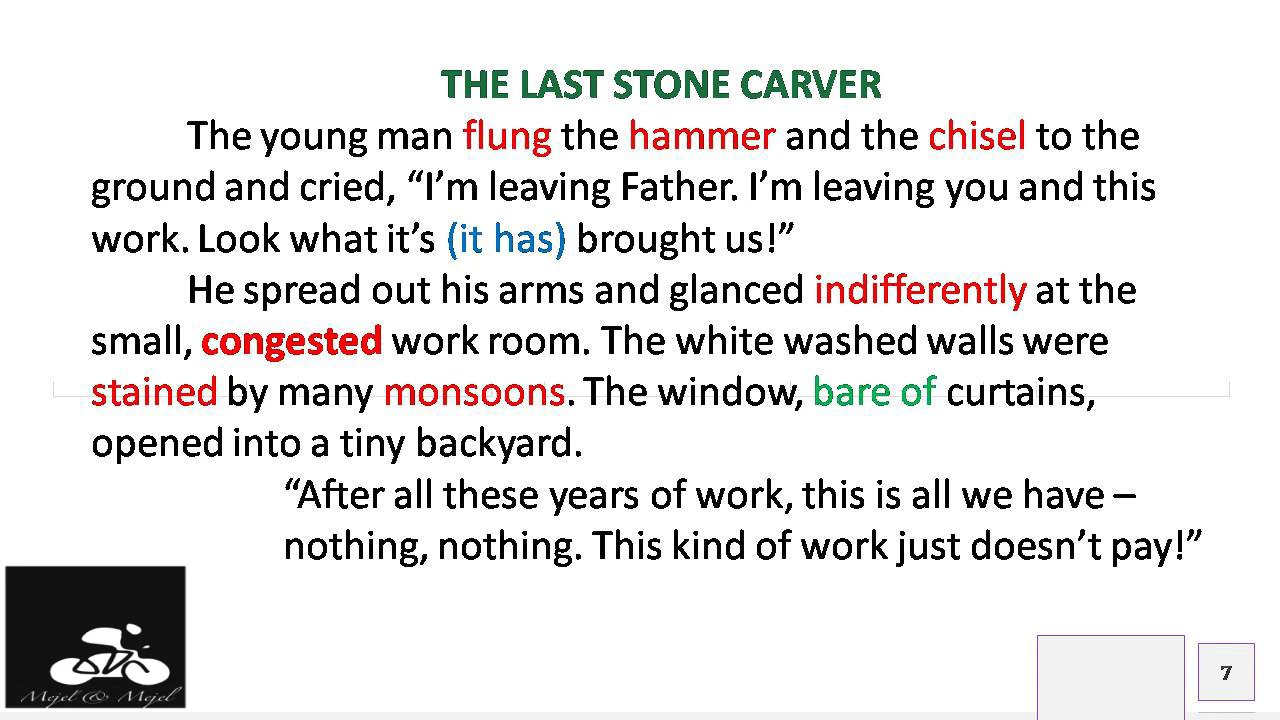 THE LAST STONE CARVER
The young man flung the hammer and the chisel to the
ground and cried, “I’m leaving Father. I’m leaving you and this
work. Look what it’s (it has) brought us!”
He spread out his arms and glanced indifferently at the
small, congested work room. The white washed walls were
stained by many monsoons. The window, bare of curtains,
opened into a tiny backyard.
“After all these years of work, this is all we have –
nothing, nothing. This kind of work just doesn’t pay!”
Mejel & Mejel
7